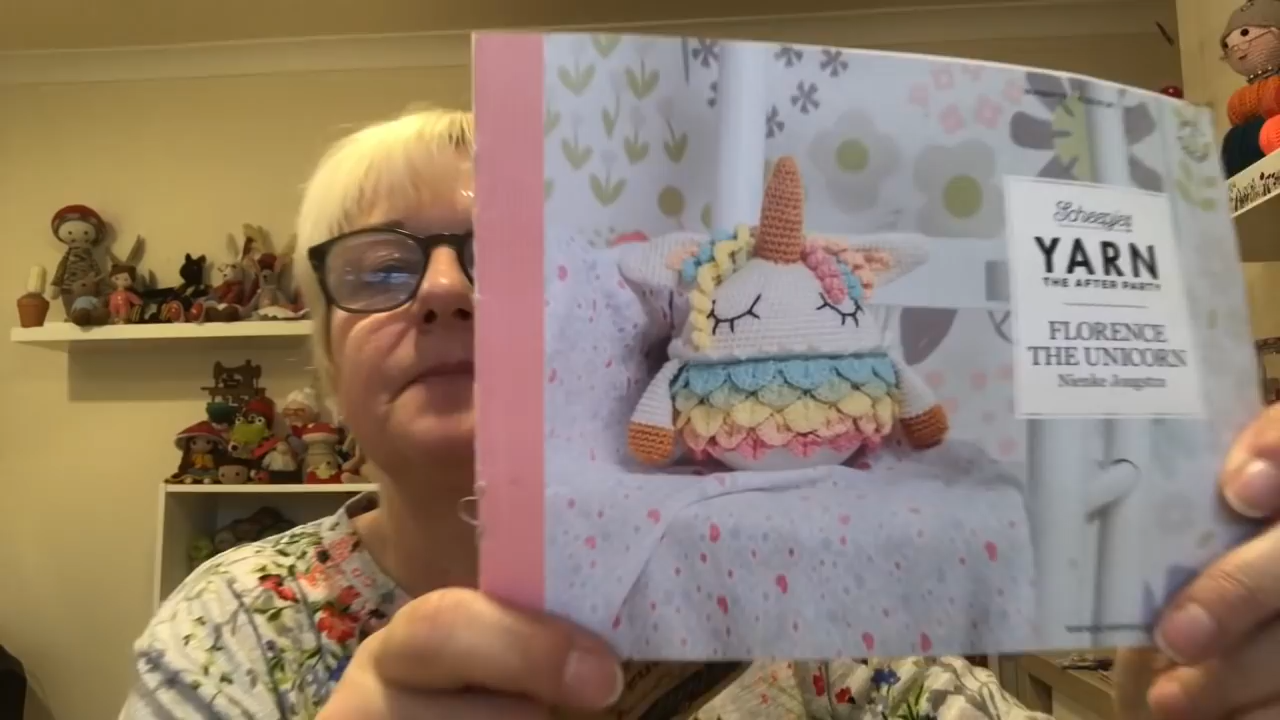 Scheepjes
YARN
THE AFTER PARTY
FLORENCE
THE UNICORN
Nienke Jongstra